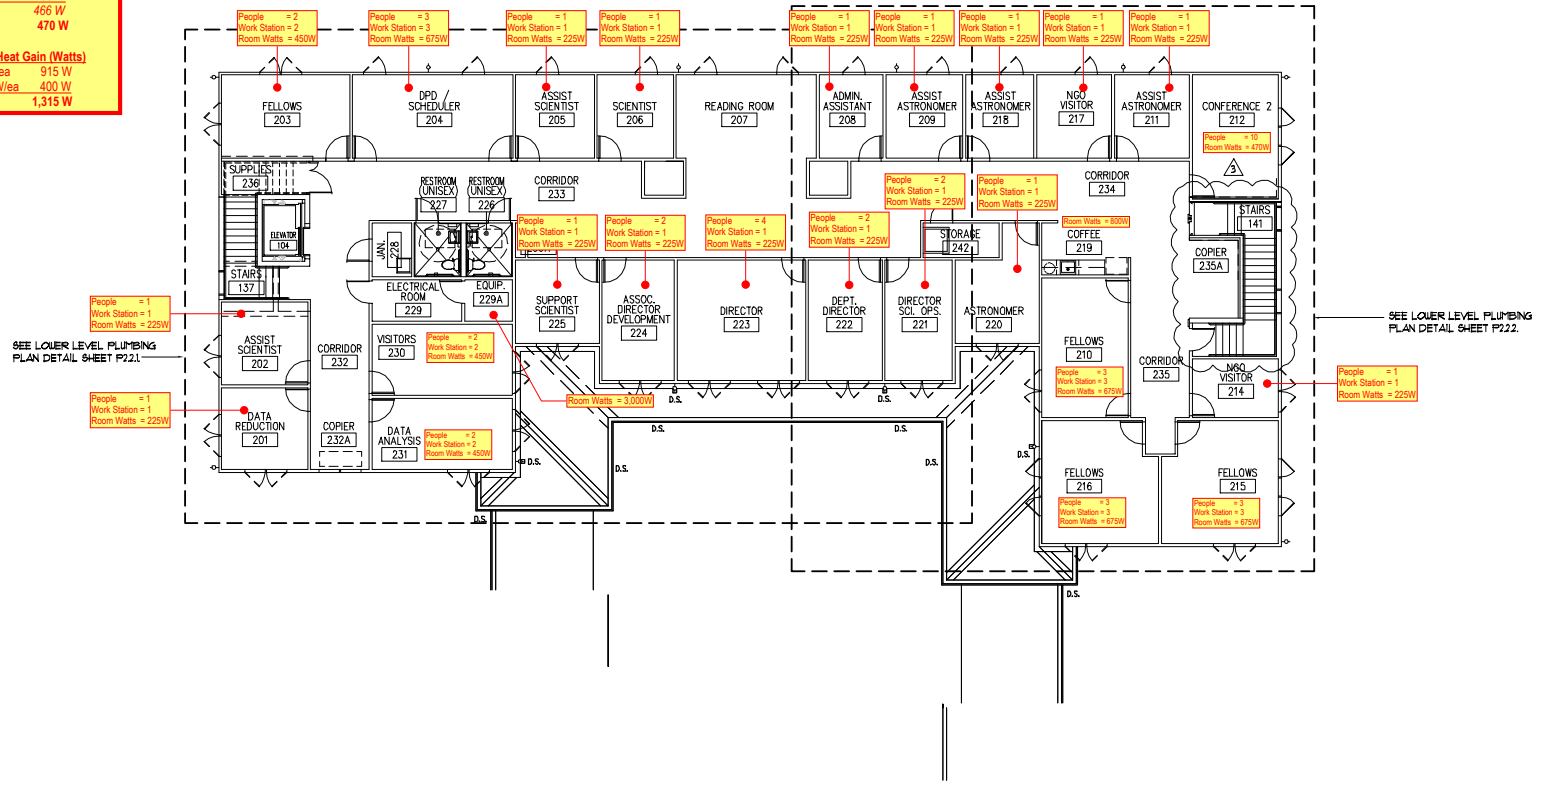 466 W
470 W
Heat Gain (Watts)
915 W
400 W
1,315 W
People = 2
Work Station = 2
Room Watts = 450W
People = 3
Work Station = 3
Room Watts = 675W
People = 1
Work Station = 1
Room Watts = 225W
People = 1
Work Station = 1
Room Watts = 225W
People = 1
Work Station = 1
Room Watts = 225W
People = 1
Work Station = 1
Room Watts = 225W
People = 1
Work Station = 1
Room Watts = 225W
People = 1
Work Station = 1
Room Watts = 225W
People = 1
Work Station = 1
Room Watts = 225W
FELLOWS
203
DPD /
SCHEDULER
204
ASSIST
SCIENTIST
205
SCIENTIST
206
READING ROOM
207
ADMIN.
ASSISTANT
208
ASSIST
ASTRONOMER
209
ASSIST
ASTRONOMER
218
NGO
VISITOR
217
ASSIST
ASTRONOMER
211
CONFERENCE 2
212
People = 10
Room Watts = 470W
3
SUPPLIES
236
RESTROOM
(UNISEX)
227
RESTROOM
(UNISEX)
226
CORRIDOR
233
People = 2
Work Station = 1
Room Watts = 225W
People = 1
Work Station = 1
Room Watts = 225W
CORRIDOR
234
Room Watts = 800W
STAIRS
141
ELEVATOR
104
JAN.
228
People = 1
Work Station = 1
Room Watts = 225W
People = 2
Work Station = 1
Room Watts = 225W
People = 4
Work Station = 1
Room Watts = 225W
People = 2
Work Station = 1
Room Watts = 225W
STORAGE
242
COFFEE
219
COPIER
235A
STAIRS
137
ELECTRICAL
ROOM
229
EQUIP.
229A
SUPPORT
SCIENTIST
225
ASSOC.
DIRECTOR
DEVELOPMENT
224
DIRECTOR
223
DEPT.
DIRECTOR
222
DIRECTOR
SCI. OPS.
221
ASTRONOMER
220
People = 1
Work Station = 1
Room Watts = 225W
SEE LOWER LEVEL PLUMBING
PLAN DETAIL SHEET P2.2.1.
ASSIST
SCIENTIST
202
CORRIDOR
232
VISITORS
230
People = 2
Work Station = 2
Room Watts = 450W
FELLOWS
210
People = 3
Work Station = 3
Room Watts = 675W
CORRIDOR
235
NGO
VISITOR
214
SEE LOWER LEVEL PLUMBING
PLAN DETAIL SHEET P2.2.2.
People = 1
Work Station = 1
Room Watts = 225W
People = 1
Work Station = 1
Room Watts = 225W
DATA
REDUCTION
201
COPIER
232A
DATA
ANALYSIS
231
People = 2
Work Station = 2
Room Watts = 450W
Room Watts = 3,000W
D.S.
D.S.
D.S.
D.S.
D.S.
D.S.
D.S.
D.S.
D.S.
D.S.
FELLOWS
216
People = 3
Work Station = 3
Room Watts = 675W
FELLOWS
215
People = 3
Work Station = 3
Room Watts = 675W